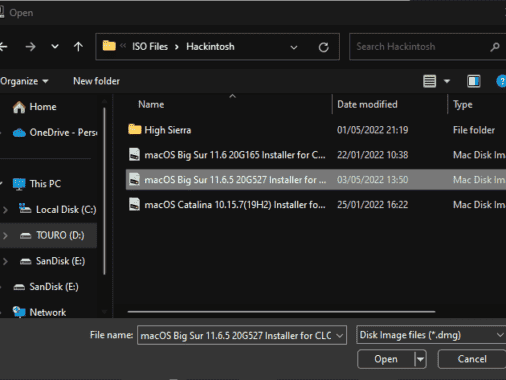 Open
ISO Files
Hackintosh
Search Hackintosh
Organize
New folder
Name
Date modified
Type
Home
OneDrive - Pers
This PC
Local Disk (C:)
TOURO (D:)
SanDisk (E:)
SanDisk (E:)
Network
High Sierra 01/05/2022 21:19 File folder
macOS Big Sur 11.6 20G165 Installer for C... 22/01/2022 10:38 Mac Disk Im
macOS Big Sur 11.6.5 20G527 Installer for ... 03/05/2022 13:50 Mac Disk Im
macOS Catalina 10.15.7(19H2) Installer fo... 25/01/2022 16:22 Mac Disk Im
File name: macOS Big Sur 11.6.5 20G527 Installer for CLC
Disk Image files (*.dmg)
Open
Cancel